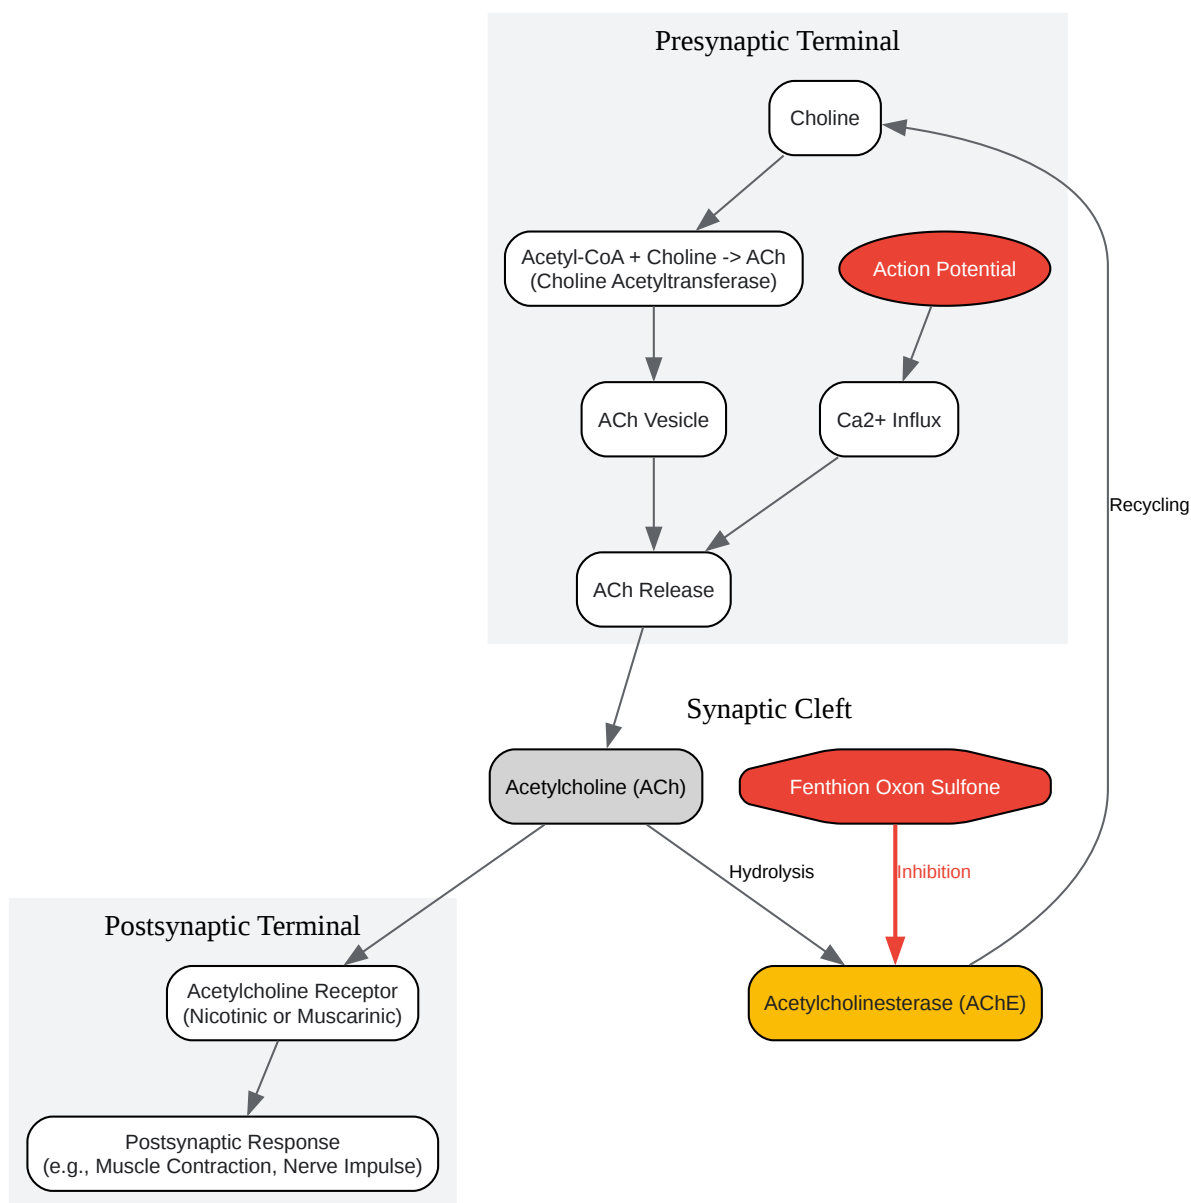 Presynaptic Terminal
Choline
Acetyl-CoA + Choline -> ACh
(Choline Acetyltransferase)
Action Potential
ACh Vesicle
Ca2+ Influx
Recycling
ACh Release
Synaptic Cleft
Acetylcholine (ACh)
Fenthion Oxon Sulfone
Hydrolysis
Inhibition
Postsynaptic Terminal
Acetylcholine Receptor
(Nicotinic or Muscarinic)
Acetylcholinesterase (AChE)
Postsynaptic Response
(e.g., Muscle Contraction, Nerve Impulse)